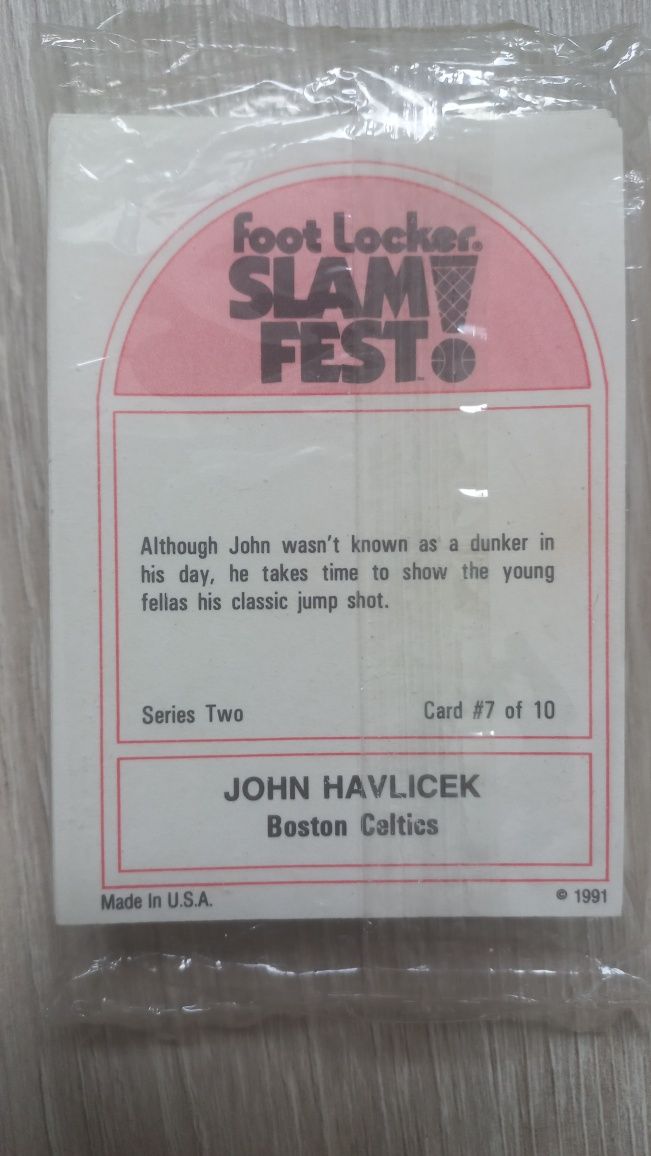 Foot Locker®
SLAM
FEST!™
Although John wasn't known as a dunker in
his day, he takes time to show the young
fellas his classic jump shot.
Series Two
Card #7 of 10
JOHN HAVLICEK
Boston Celtics
Made In U.S.A.
© 1991